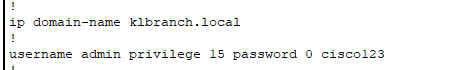 !
ip domain-name klbranch.local
!
username admin privilege 15 password 0 cisco123
!